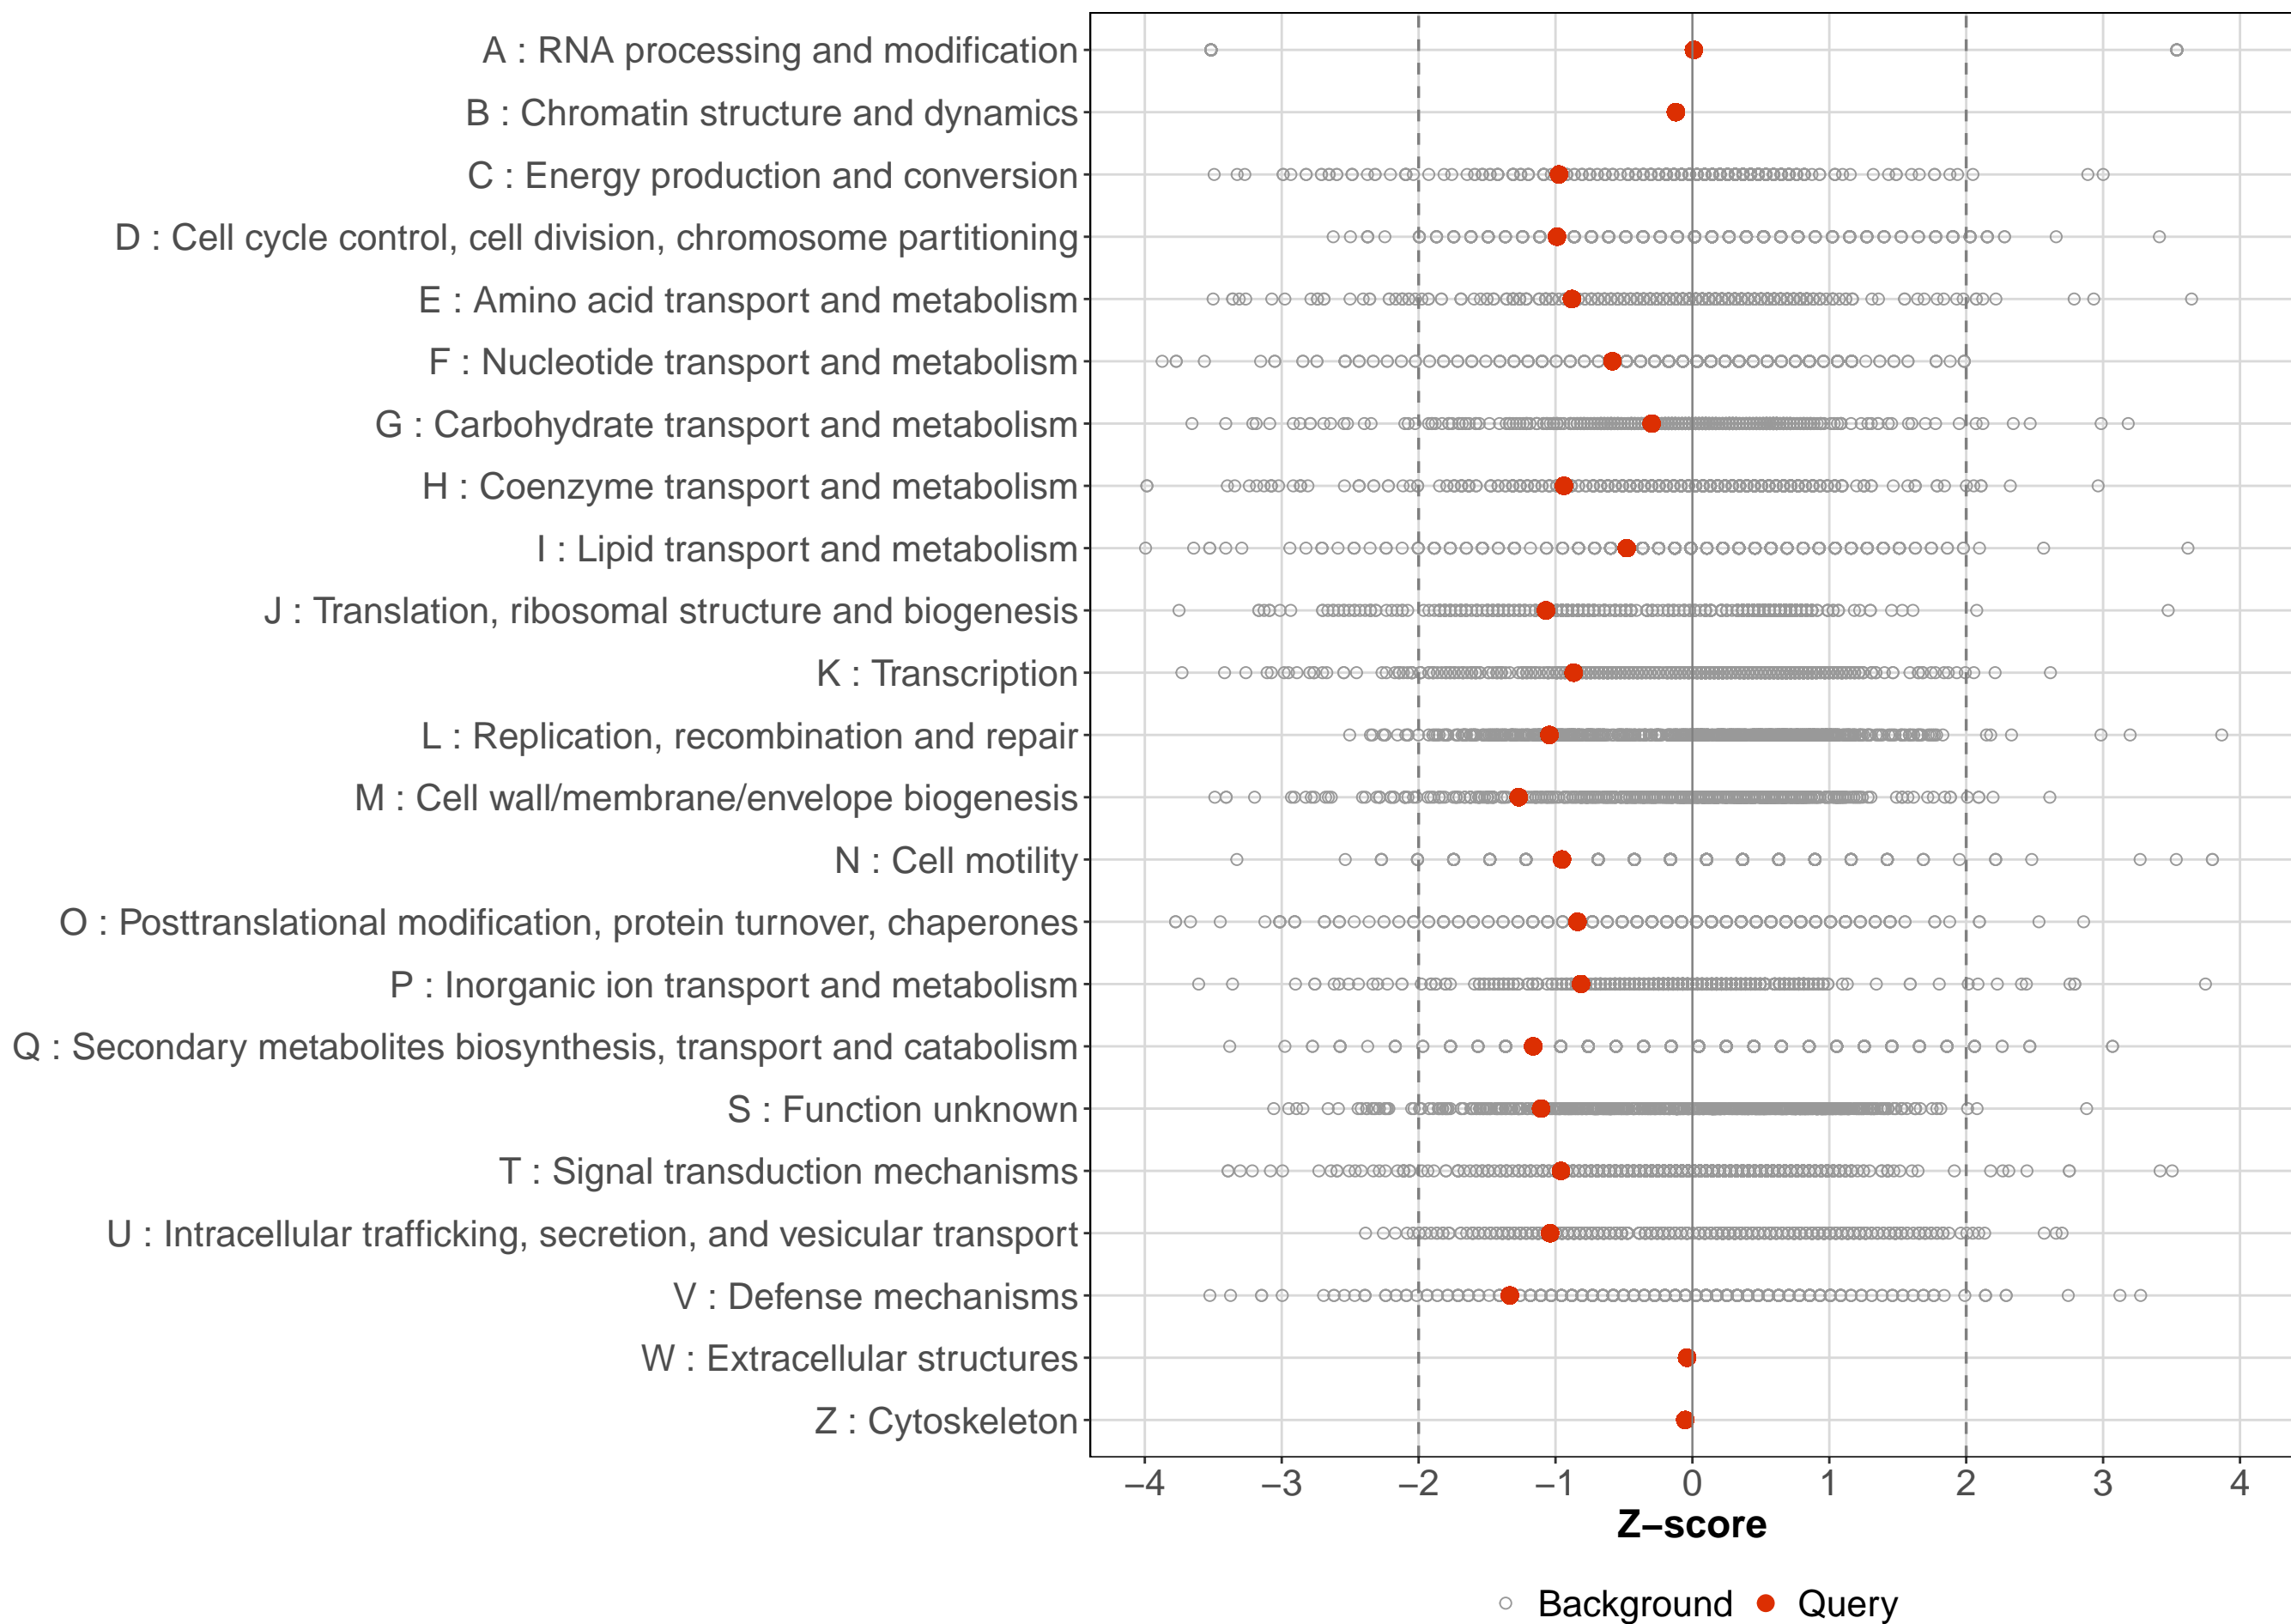 A : RNA processing and modification
B : Chromatin structure and dynamics
C : Energy production and conversion
D : Cell cycle control, cell division, chromosome partitioning
E : Amino acid transport and metabolism
F : Nucleotide transport and metabolism
G : Carbohydrate transport and metabolism
H : Coenzyme transport and metabolism
I : Lipid transport and metabolism
J : Translation, ribosomal structure and biogenesis
K : Transcription
L : Replication, recombination and repair
M : Cell wall/membrane/envelope biogenesis
N : Cell motility
O : Posttranslational modification, protein turnover, chaperones
P : Inorganic ion transport and metabolism
Q : Secondary metabolites biosynthesis, transport and catabolism
S : Function unknown
T : Signal transduction mechanisms
U : Intracellular trafficking, secretion, and vesicular transport
V : Defense mechanisms
W : Extracellular structures
Z : Cytoskeleton
−4 −3 −2 −1 0 1 2 3 4
Z−score
Background Query